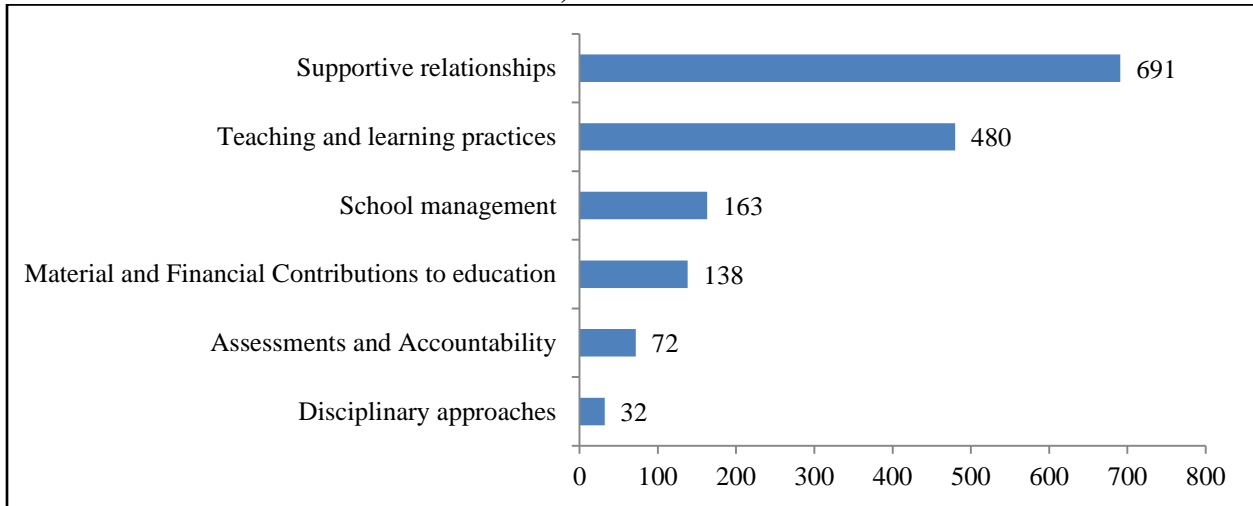 Supportive relationships 691
Teaching and learning practices 480
School management 163
Material and Financial Contributions to education 138
Assessments and Accountability 72
Disciplinary approaches 32
0 100 200 300 400 500 600 700 800